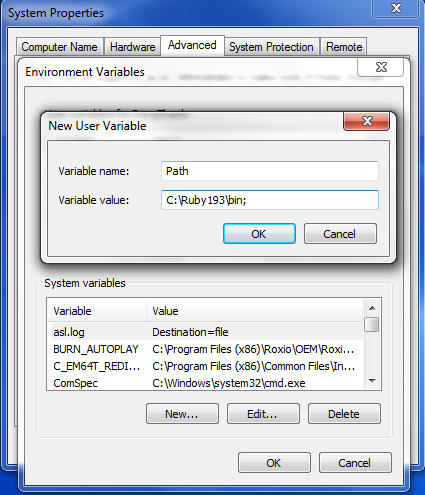 System Properties
Computer Name Hardware Advanced System Protection Remote
Environment Variables
New User Variable
Variable name: Path
Variable value: C:\Ruby193\bin;
OK Cancel
System variables
Variable Value
asl.log Destination=file
BURN_AUTOPLAY C:\Program Files (x86)\Roxio\OEM\Roxi...
C_EM64T_REDI... C:\Program Files (x86)\Common Files\In...
ComSpec C:\Windows\system32\cmd.exe
New... Edit... Delete
OK Cancel